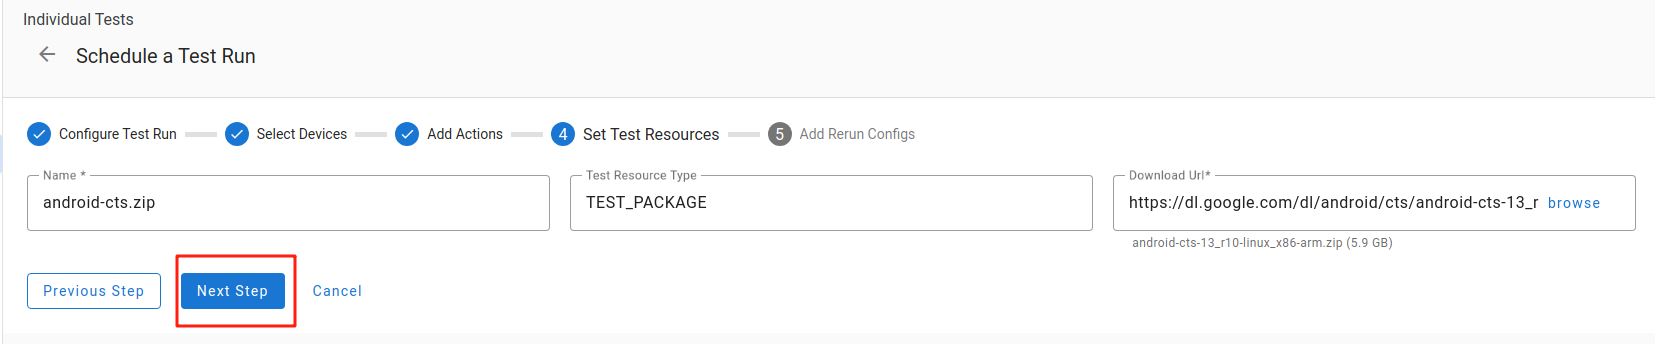 Individual Tests
Schedule a Test Run
Configure Test Run Select Devices Add Actions 4 Set Test Resources 5 Add Rerun Configs
Name * Test Resource Type Download Url*
android-cts.zip TEST_PACKAGE https://dl.google.com/dl/android/cts/android-cts-13_r browse
android-cts-13_r10-linux_x86-arm.zip (5.9 GB)
Previous Step Next Step Cancel